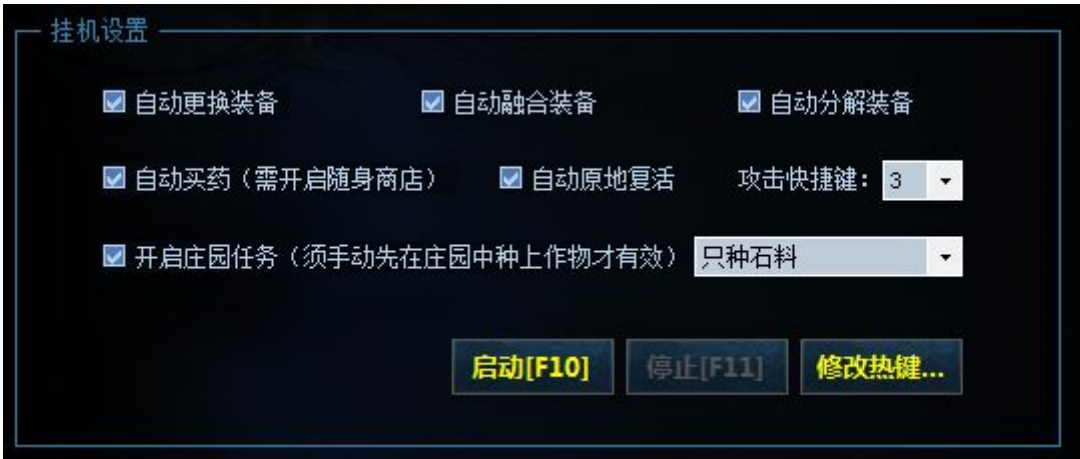 挂机设置
自动更换装备 自动融合装备 自动分解装备
自动买药（需开启随身商店） 自动原地复活 攻击快捷键： 3
开启庄园任务（须手动先在庄园中种上作物才有效） 只种石料
启动[F10] 停止[F11] 修改热键...